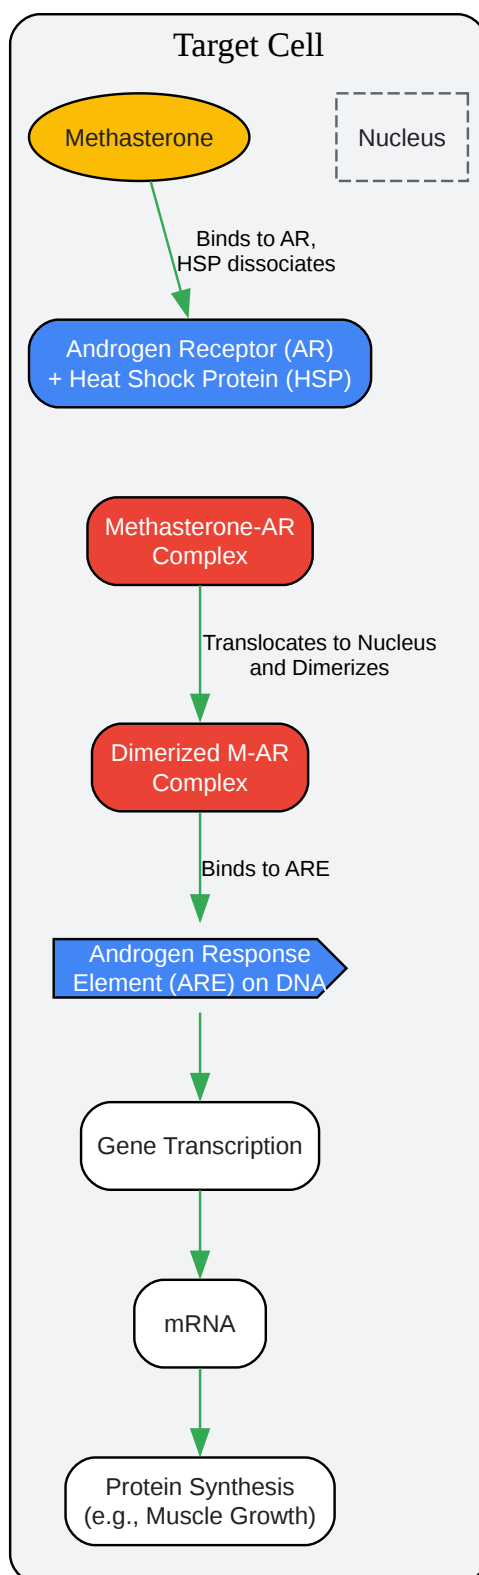 Target Cell
Methasterone
Nucleus
Binds to AR,
HSP dissociates
Androgen Receptor (AR)
+ Heat Shock Protein (HSP)
Methasterone-AR
Complex
Translocates to Nucleus
and Dimerizes
Dimerized M-AR
Complex
Binds to ARE
Androgen Response
Element (ARE) on DNA
Gene Transcription
mRNA
Protein Synthesis
(e.g., Muscle Growth)